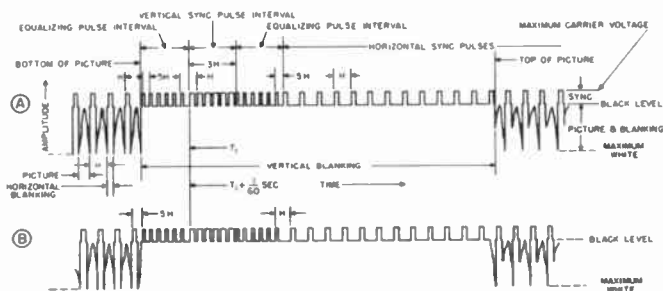 VERTICAL SYNC PULSE INTERVAL
EQUALIZING PULSE INTERVAL
EQUALIZING PULSE INTERVAL
MAXIMUM CARRIER VOLTAGE
HORIZONTAL SYNC PULSES
BOTTOM OF PICTURE
3H
TOP OF PICTURE
H
.5H
H
.5H
H
SYNC
A
AMPLITUDE
BLACK LEVEL
PICTURE & BLANKING
H
T₁
MAXIMUM WHITE
PICTURE
VERTICAL BLANKING
HORIZONTAL BLANKING
T₁ + 1/60 SEC
TIME
.5H
H
B
BLACK LEVEL
MAXIMUM WHITE